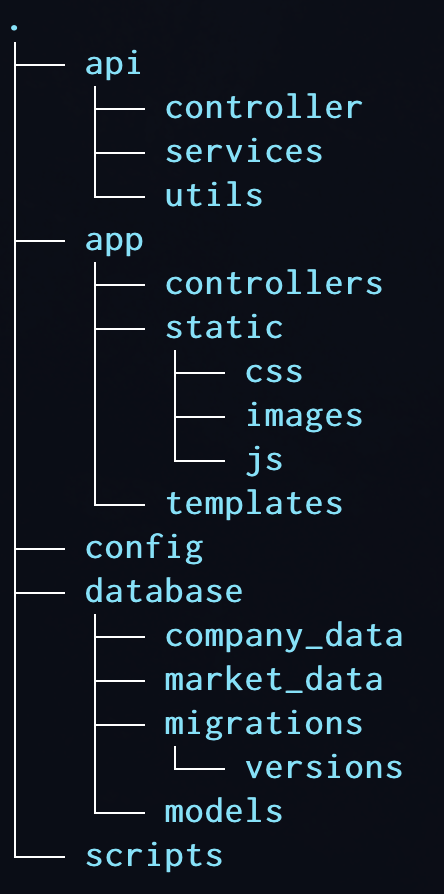 .
api
controller
services
utils
app
controllers
static
css
images
js
templates
config
database
company_data
market_data
migrations
versions
models
scripts